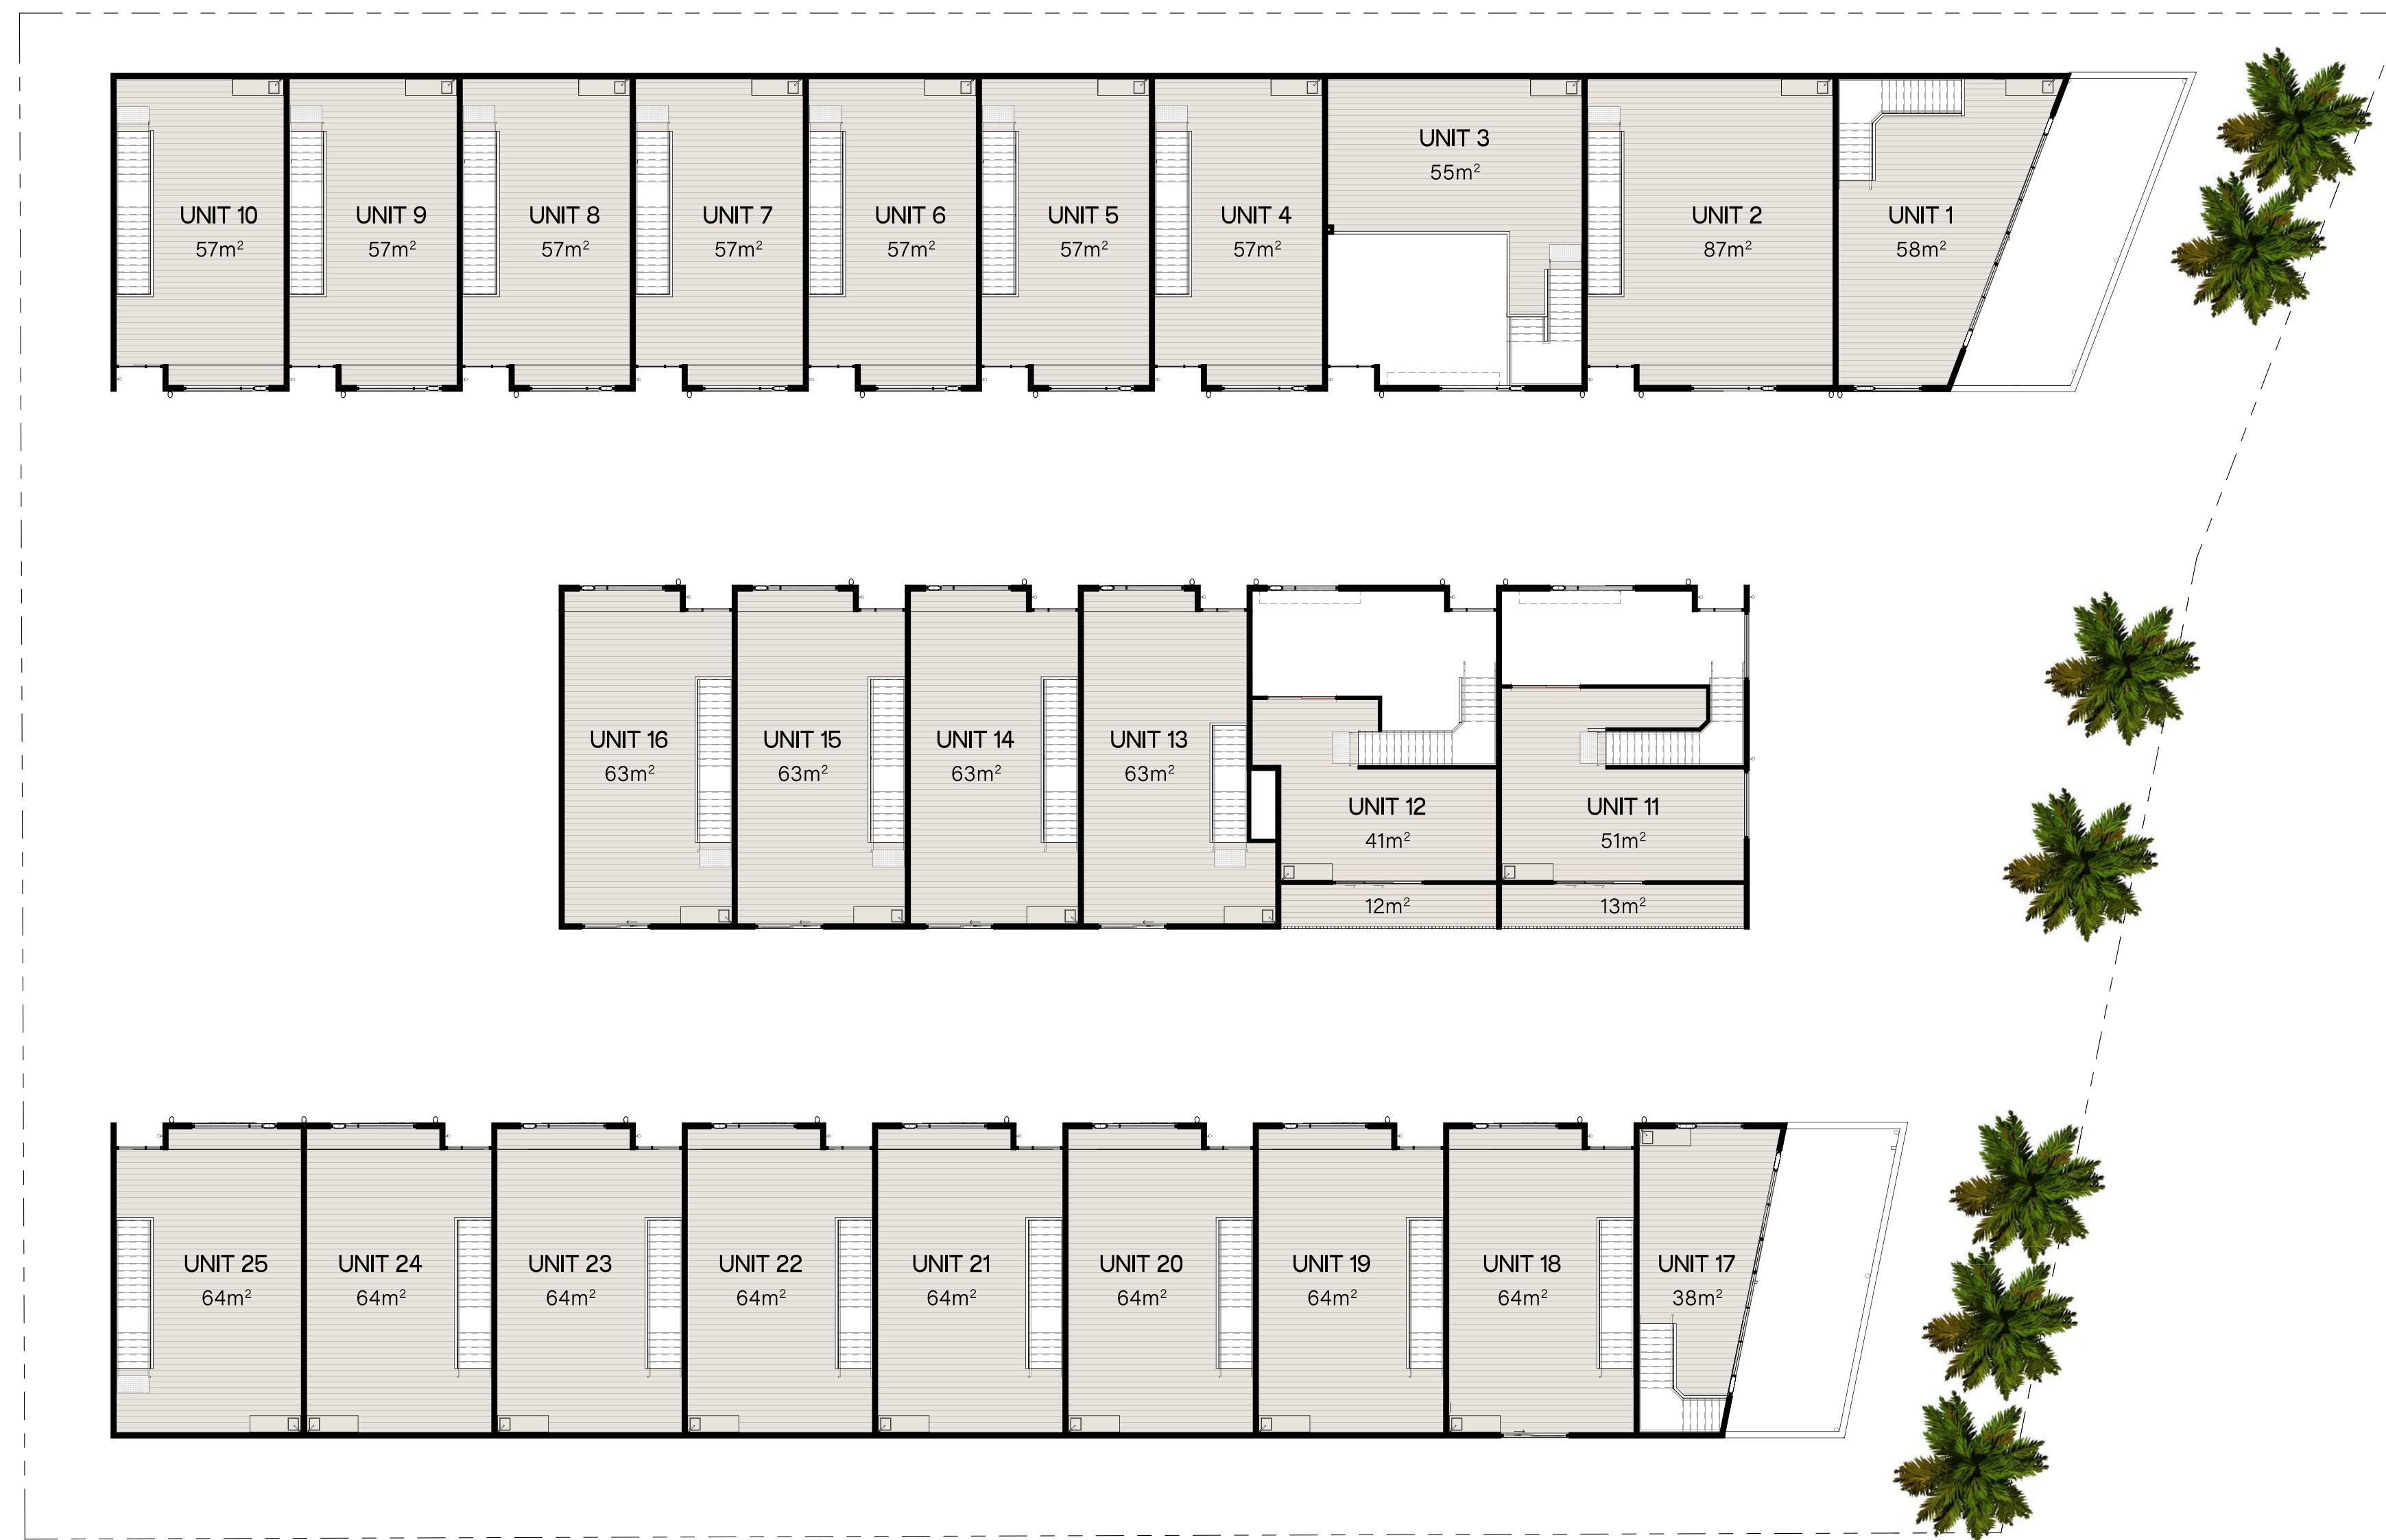 UNIT 10
57m²
UNIT 9
57m²
UNIT 8
57m²
UNIT 7
57m²
UNIT 6
57m²
UNIT 5
57m²
UNIT 4
57m²
UNIT 3
55m²
UNIT 2
87m²
UNIT 1
58m²
UNIT 16
63m²
UNIT 15
63m²
UNIT 14
63m²
UNIT 13
63m²
UNIT 12
41m²
12m²
UNIT 11
51m²
13m²
UNIT 25
64m²
UNIT 24
64m²
UNIT 23
64m²
UNIT 22
64m²
UNIT 21
64m²
UNIT 20
64m²
UNIT 19
64m²
UNIT 18
64m²
UNIT 17
38m²